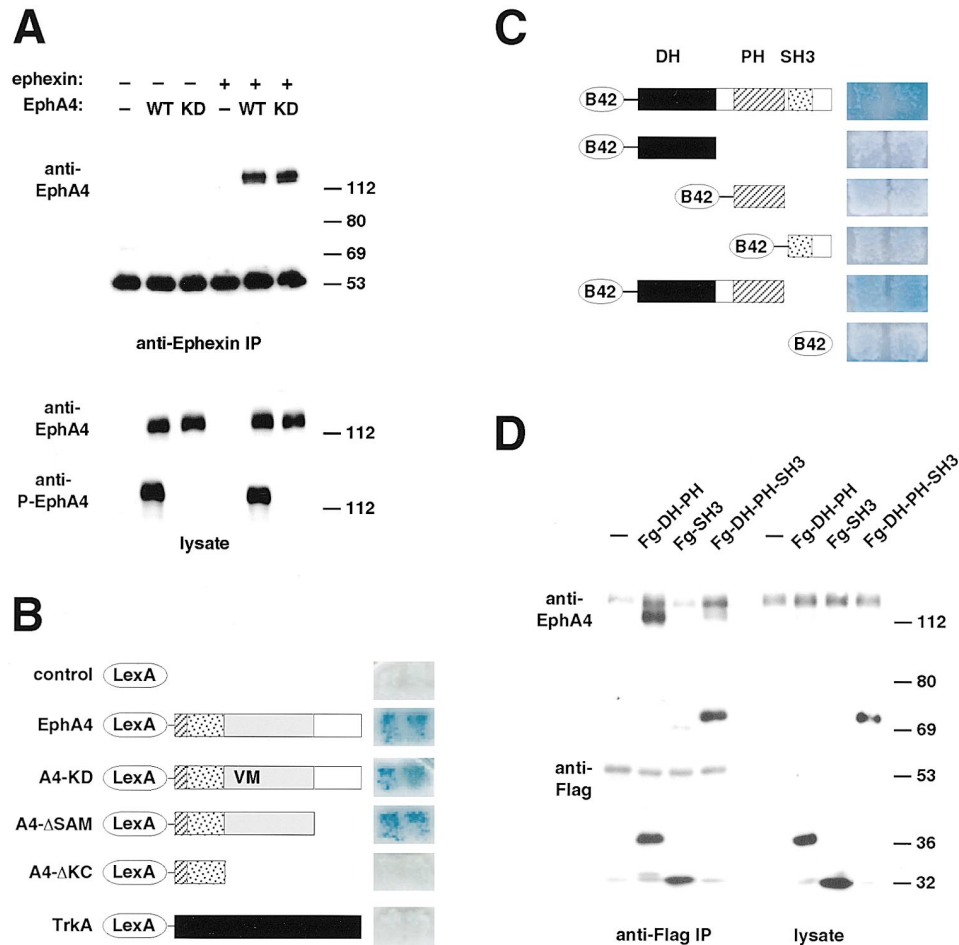 A
ephexin: – – – + + +
EphA4: – WT KD – WT KD
anti-
EphA4
— 112
— 80
— 69
— 53
anti-Ephexin IP
anti-
EphA4
— 112
anti-
P-EphA4
— 112
lysate
B
control LexA
EphA4 LexA
A4-KD LexA VM
A4-ΔSAM LexA
A4-ΔKC LexA
TrkA LexA
C
DH PH SH3
B42
B42
B42
B42
B42
B42
D
— Fg-DH-PH Fg-SH3 Fg-DH-PH-SH3 — Fg-DH-PH Fg-SH3 Fg-DH-PH-SH3
anti-
EphA4
— 112
— 80
— 69
anti-
Flag
— 53
— 36
— 32
anti-Flag IP lysate